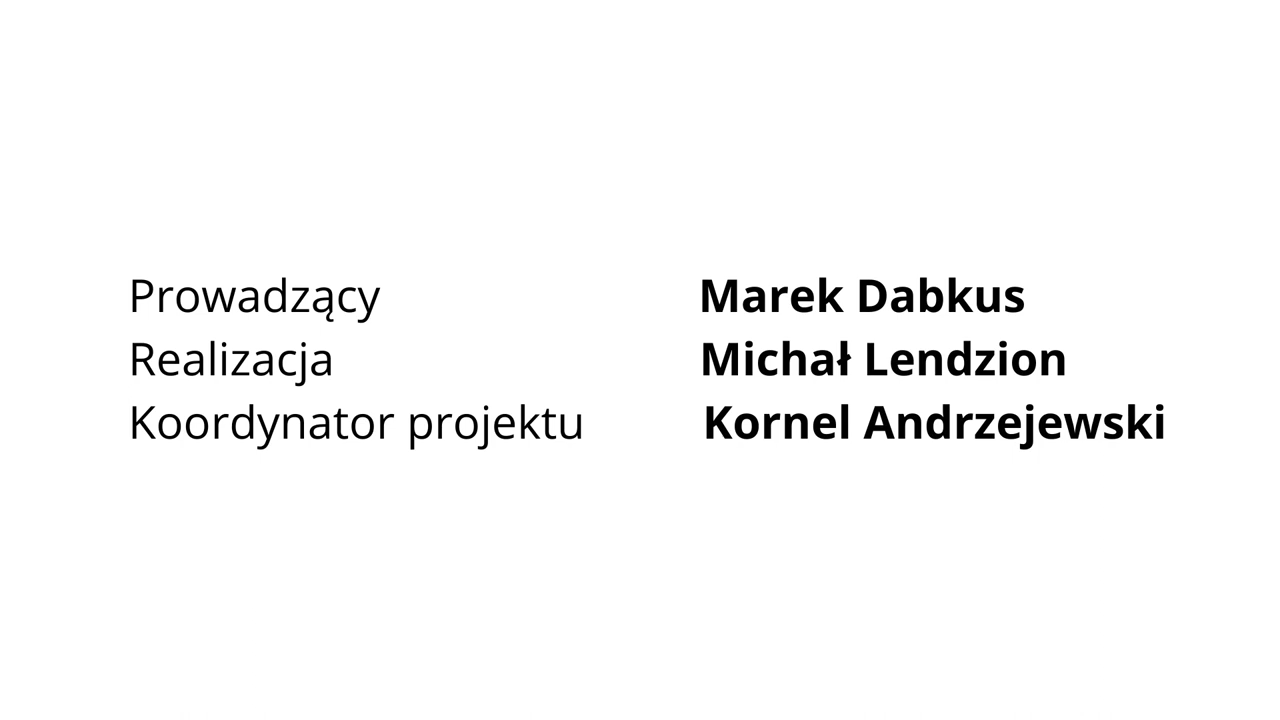 Prowadzący Marek Dabkus
Realizacja Michał Lendzion
Koordynator projektu Kornel Andrzejewski